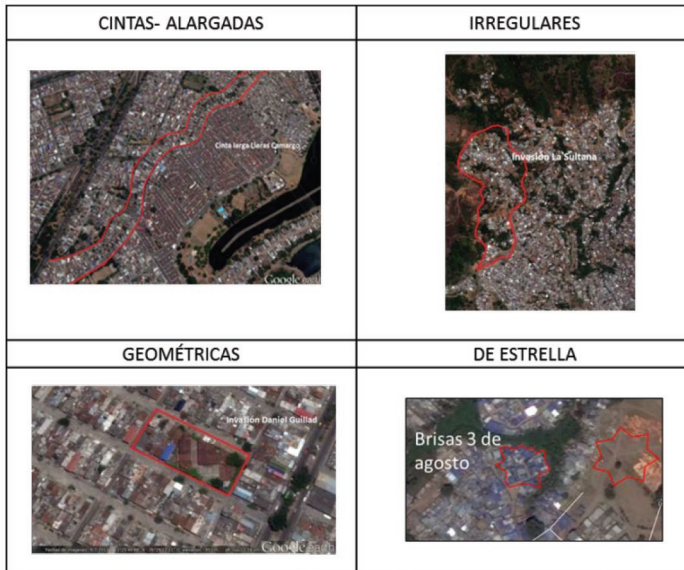 CINTAS- ALARGADAS
IRREGULARES
Cinta larga Lleras Camargo
Google
Invasión La Sultana
GEOMÉTRICAS
DE ESTRELLA
Invasión Daniel Guillad
Google
Brisas 3 de
agosto